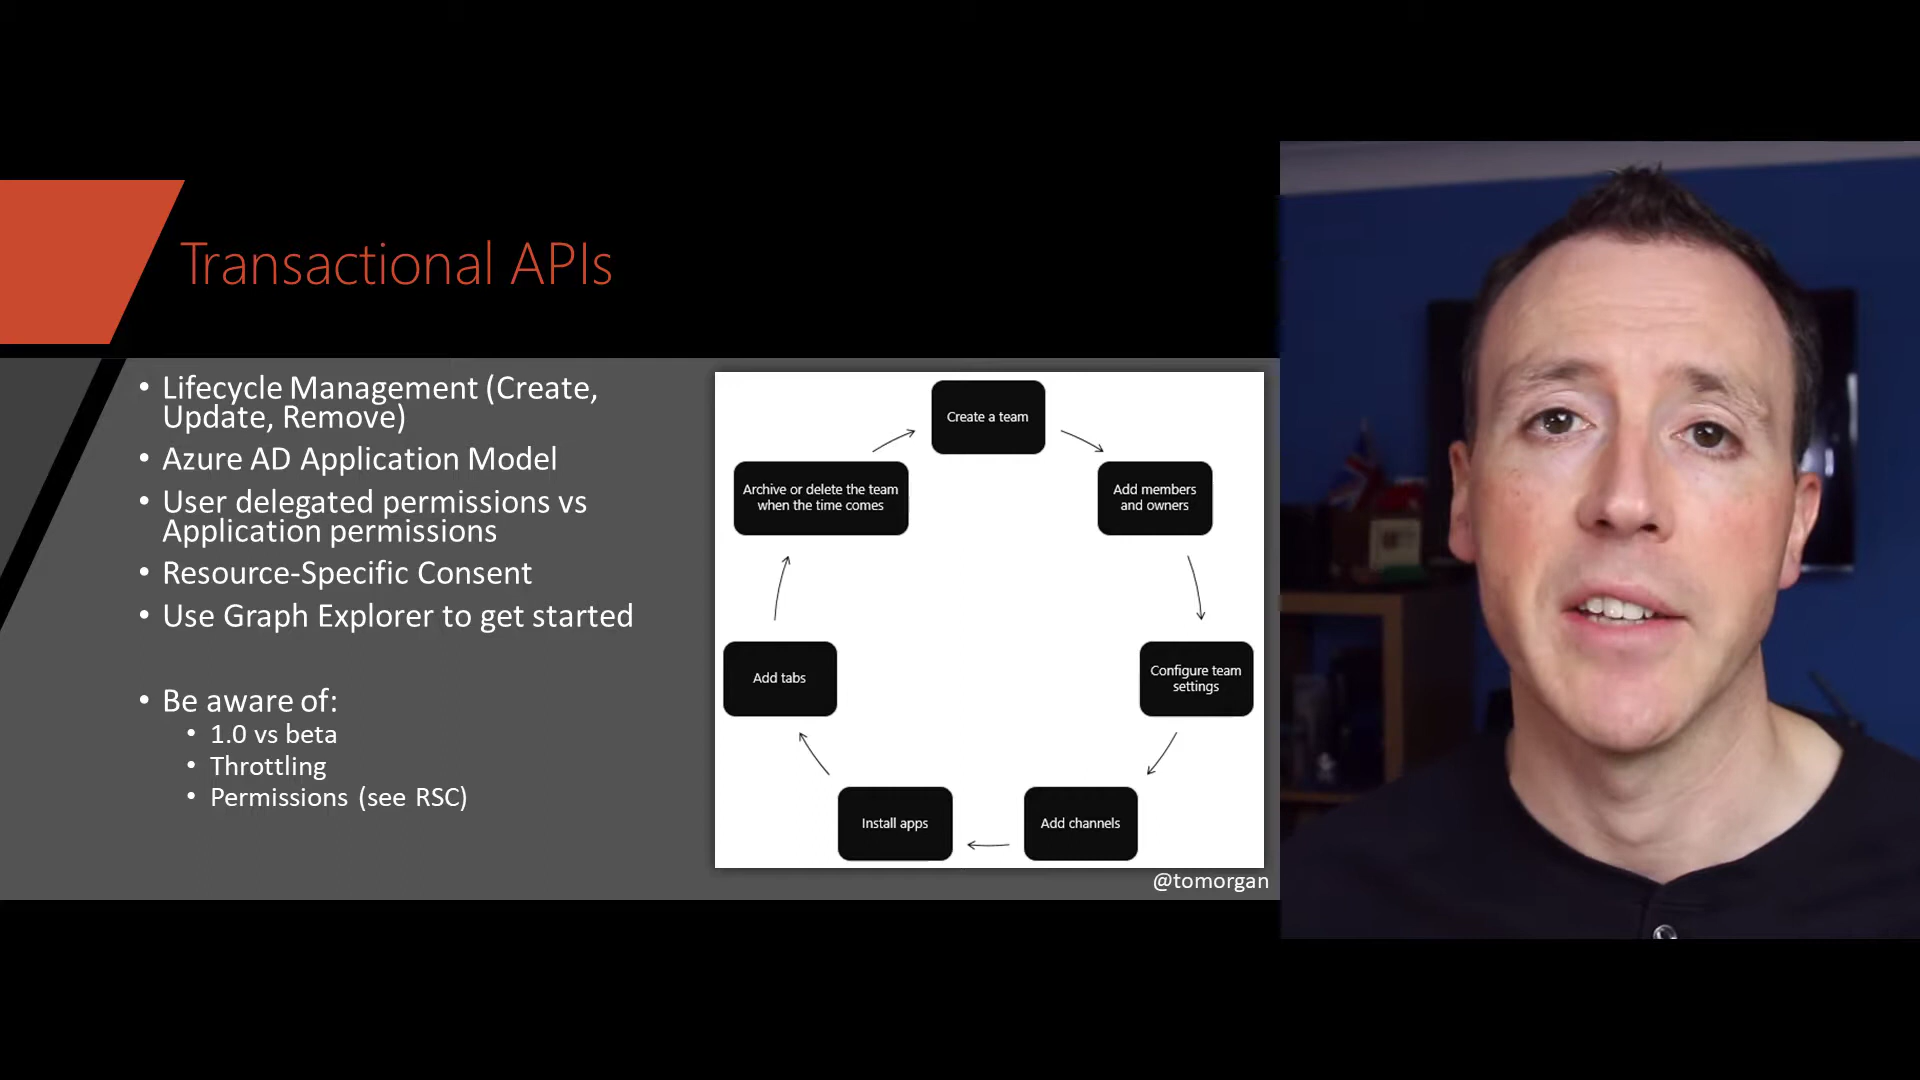 Transactional APIs
• Lifecycle Management (Create,
Update, Remove)
• Azure AD Application Model
• User delegated permissions vs
Application permissions
• Resource-Specific Consent
• Use Graph Explorer to get started
• Be aware of:
• 1.0 vs beta
• Throttling
• Permissions (see RSC)
Create a team
Add members
and owners
Configure team
settings
Add channels
Install apps
Add tabs
Archive or delete the team
when the time comes
@tomorgan